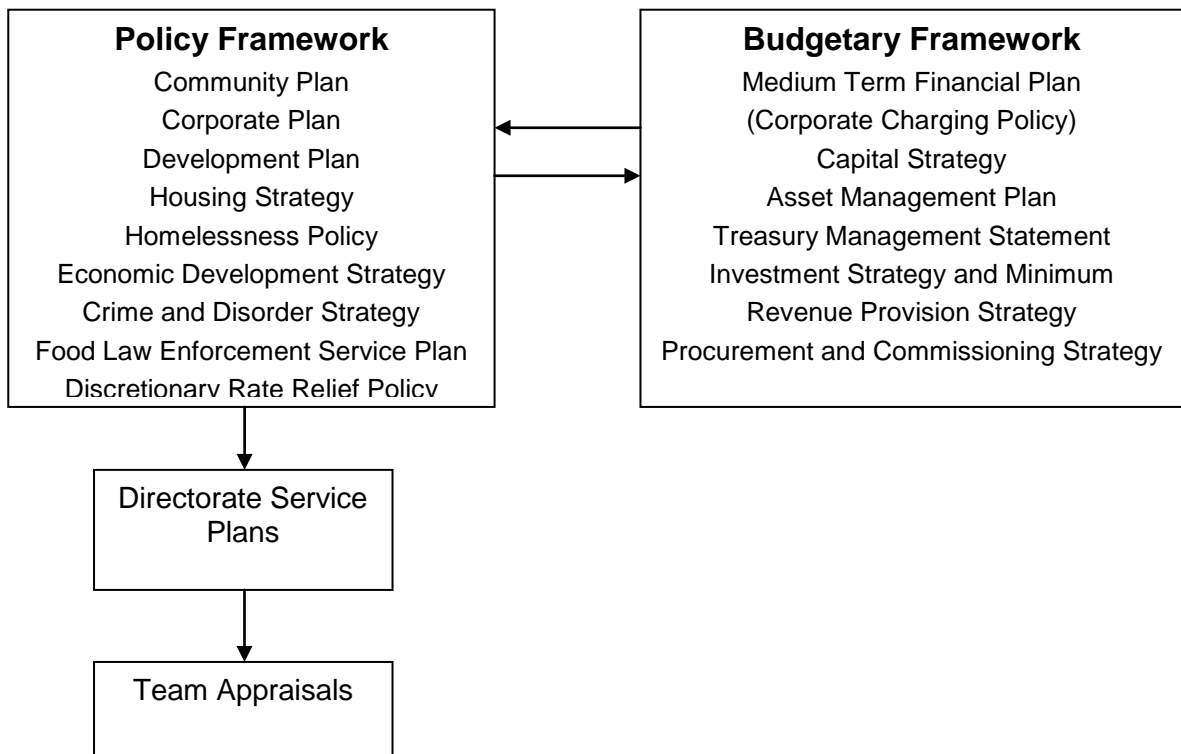 Policy Framework
Community Plan
Corporate Plan
Development Plan
Housing Strategy
Homelessness Policy
Economic Development Strategy
Crime and Disorder Strategy
Food Law Enforcement Service Plan
Discretionary Rate Relief Policy
Budgetary Framework
Medium Term Financial Plan
(Corporate Charging Policy)
Capital Strategy
Asset Management Plan
Treasury Management Statement
Investment Strategy and Minimum
Revenue Provision Strategy
Procurement and Commissioning Strategy
Directorate Service
Plans
Team Appraisals